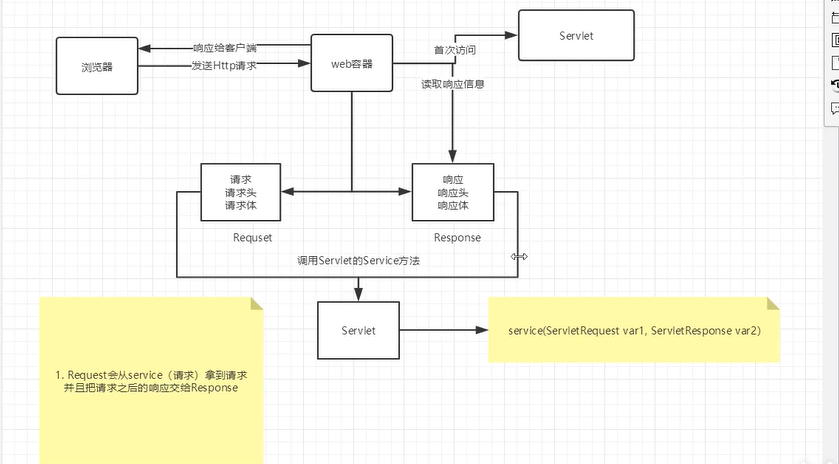 浏览器
响应给客户端
发送Http请求
web容器
首次访问
Servlet
读取响应信息
请求
请求头
请求体
Requset
响应
响应头
响应体
Response
调用Servlet的Service方法
Servlet
service(ServletRequest var1, ServletResponse var2)
1. Request会从service（请求）拿到请求
并且把请求之后的响应交给Response